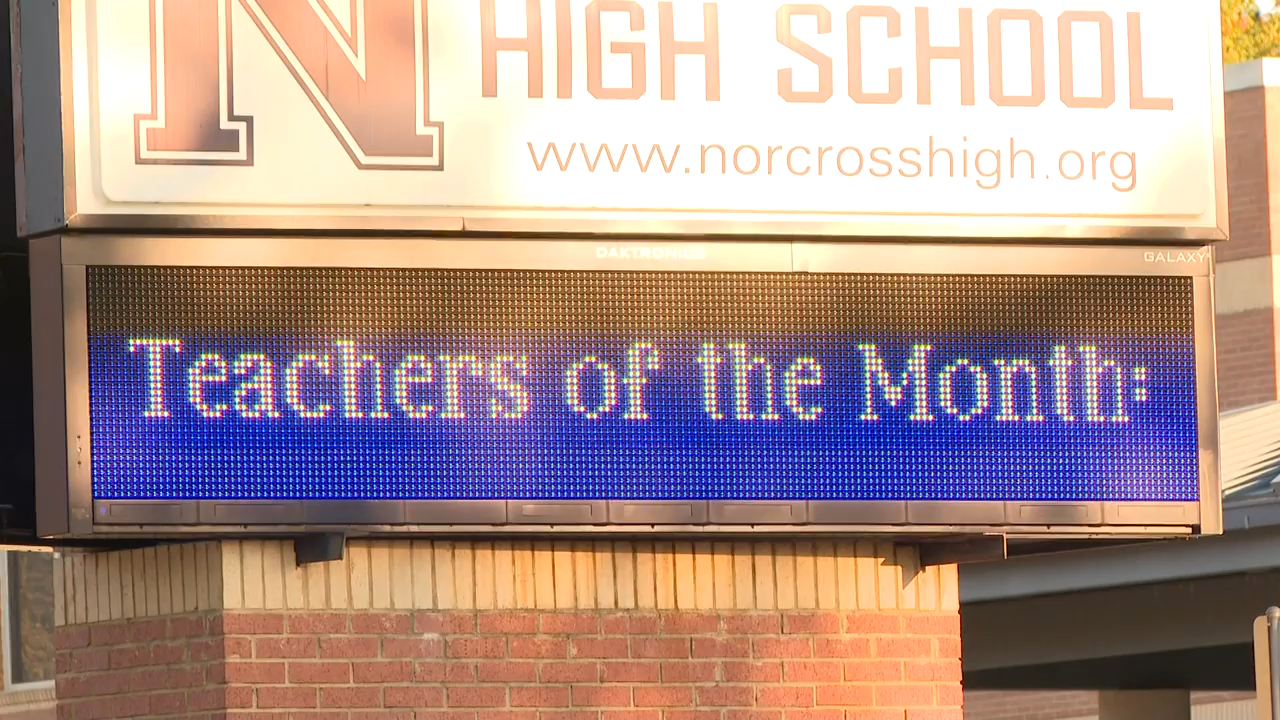 N HIGH SCHOOL
www.norcrosshigh.org
DAKTRONICS GALAXY
Teachers of the Month: